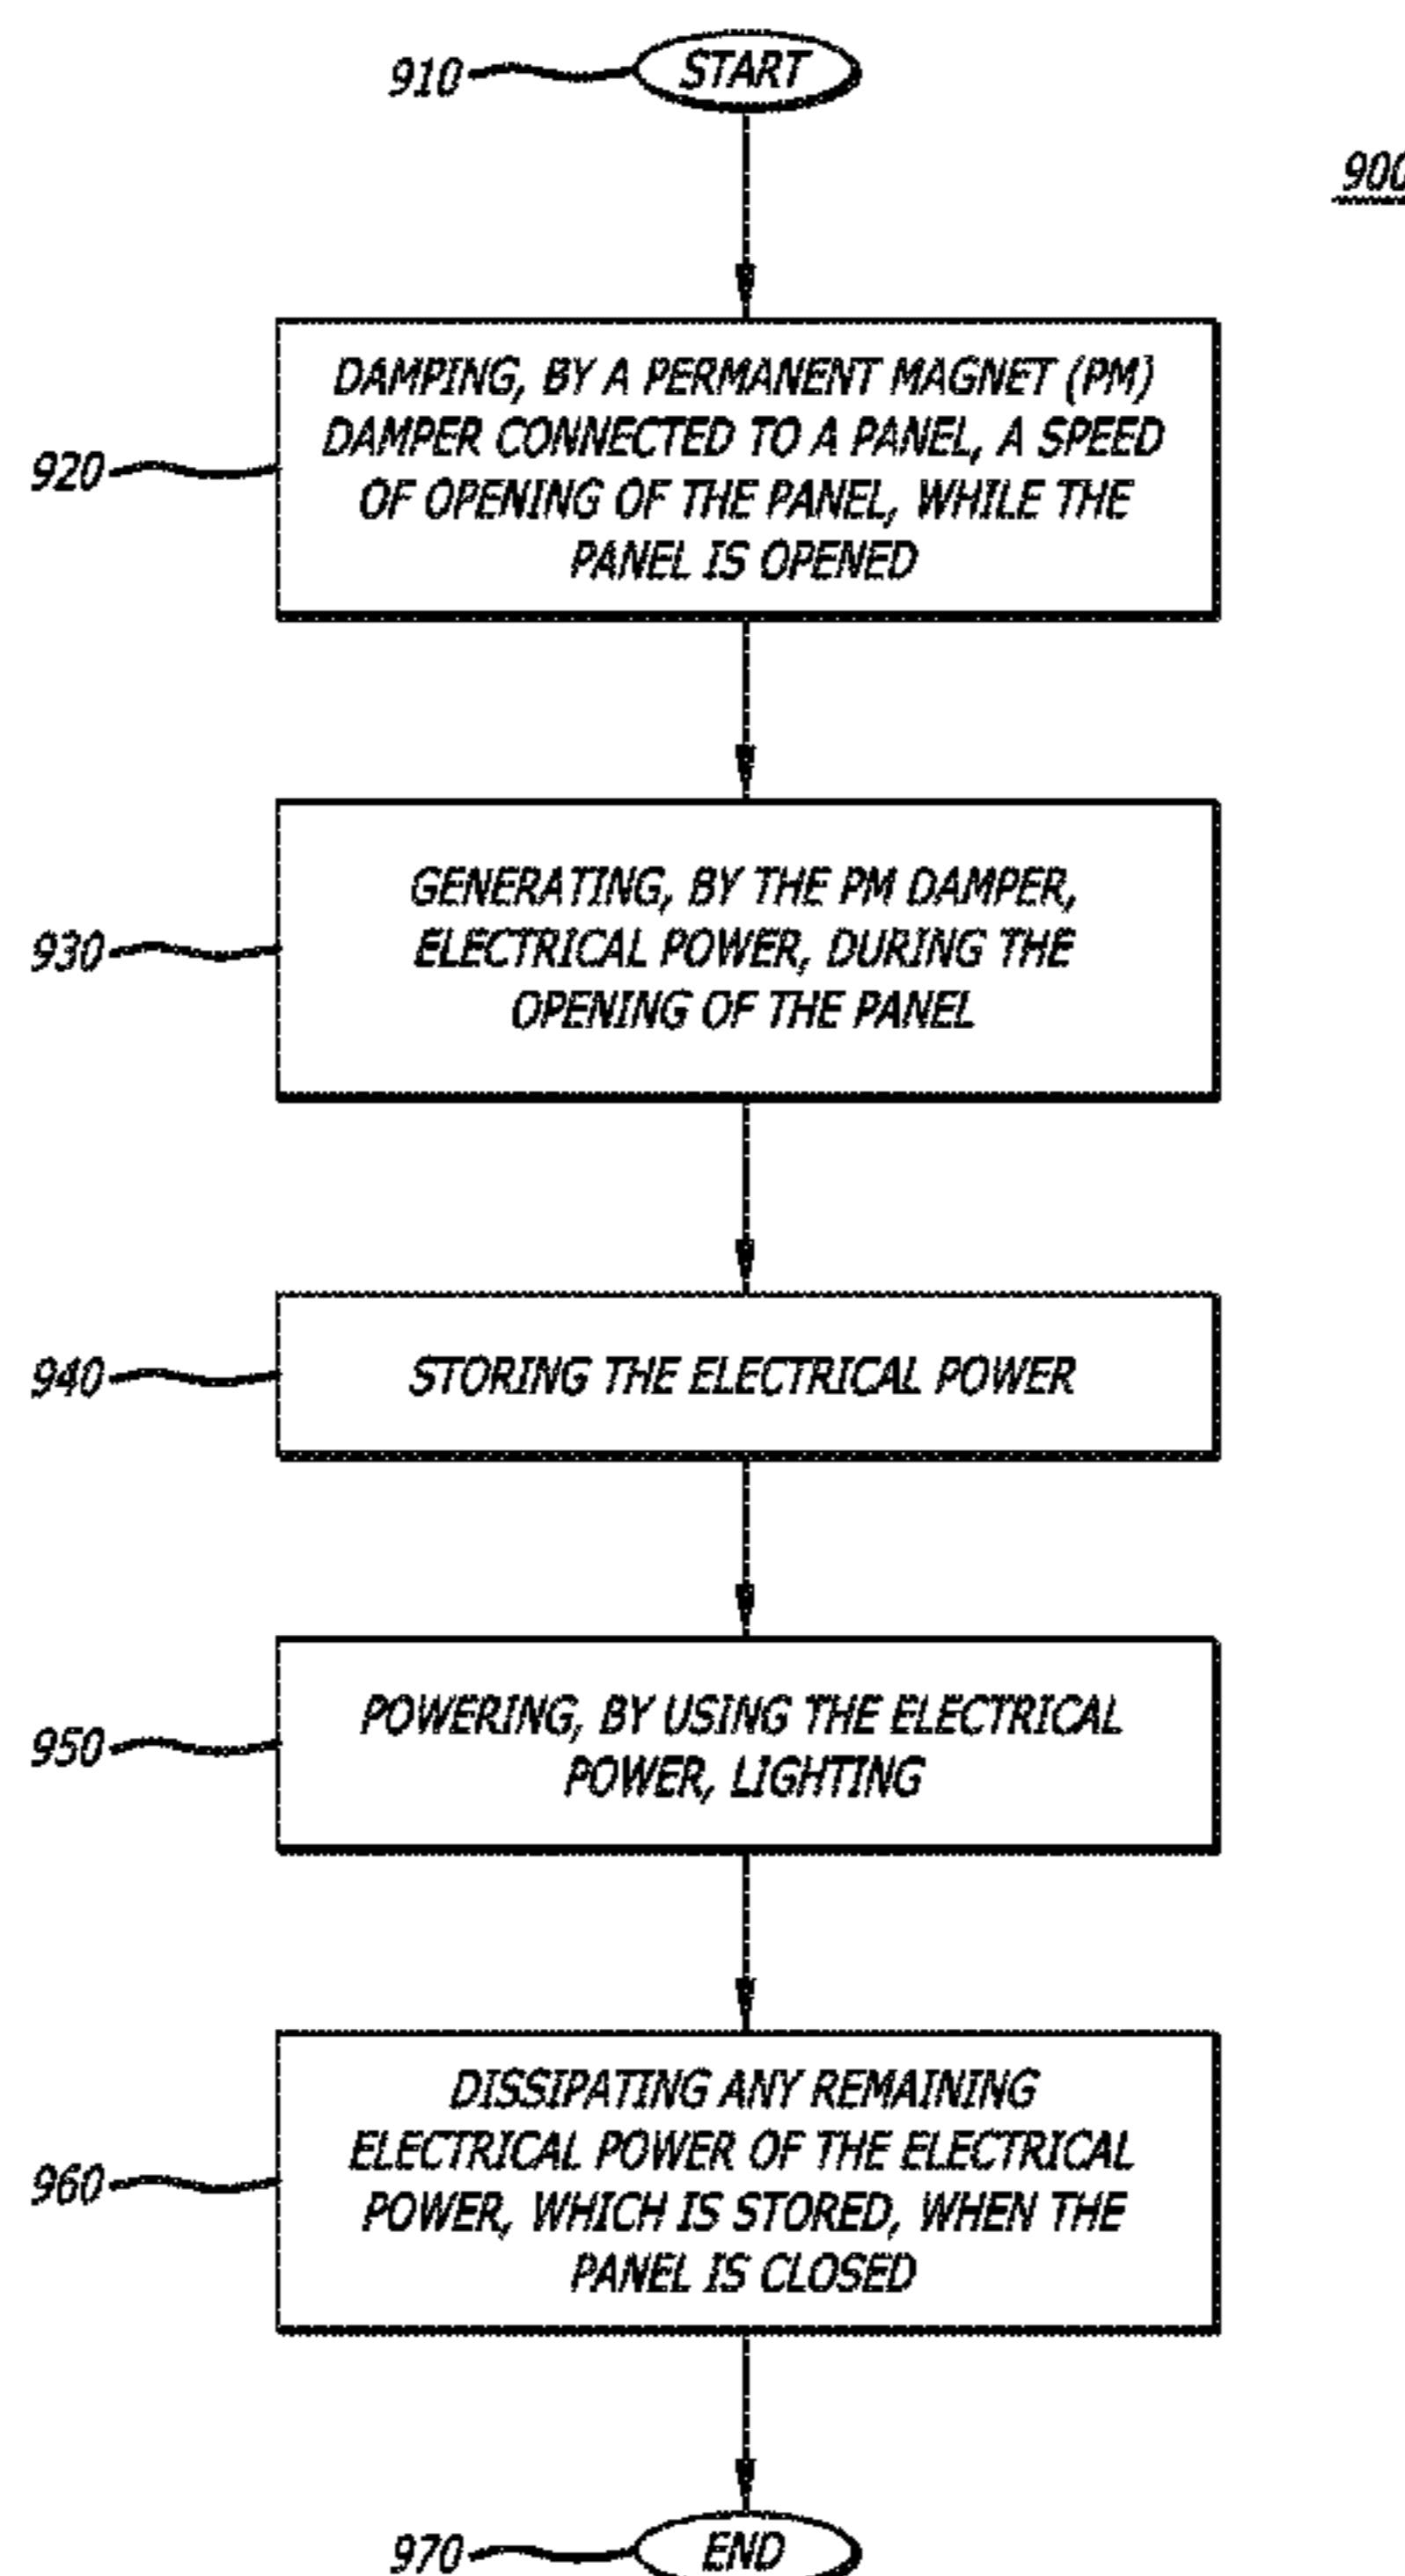 910
START
900
920
DAMPING, BY A PERMANENT MAGNET (PM)
DAMPER CONNECTED TO A PANEL, A SPEED
OF OPENING OF THE PANEL, WHILE THE
PANEL IS OPENED
930
GENERATING, BY THE PM DAMPER,
ELECTRICAL POWER, DURING THE
OPENING OF THE PANEL
940
STORING THE ELECTRICAL POWER
950
POWERING, BY USING THE ELECTRICAL
POWER, LIGHTING
960
DISSIPATING ANY REMAINING
ELECTRICAL POWER OF THE ELECTRICAL
POWER, WHICH IS STORED, WHEN THE
PANEL IS CLOSED
970
END